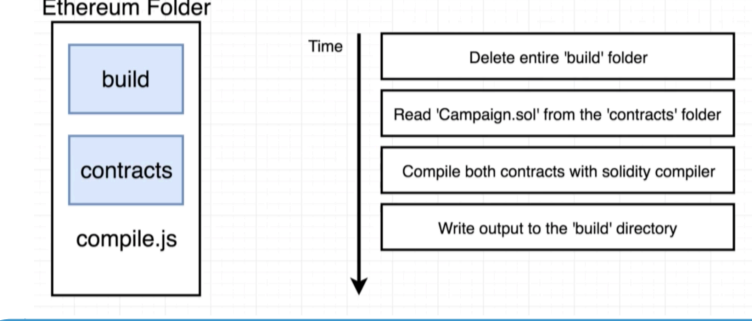 Ethereum Folder
build
contracts
compile.js
Time
Delete entire 'build' folder
Read 'Campaign.sol' from the 'contracts' folder
Compile both contracts with solidity compiler
Write output to the 'build' directory